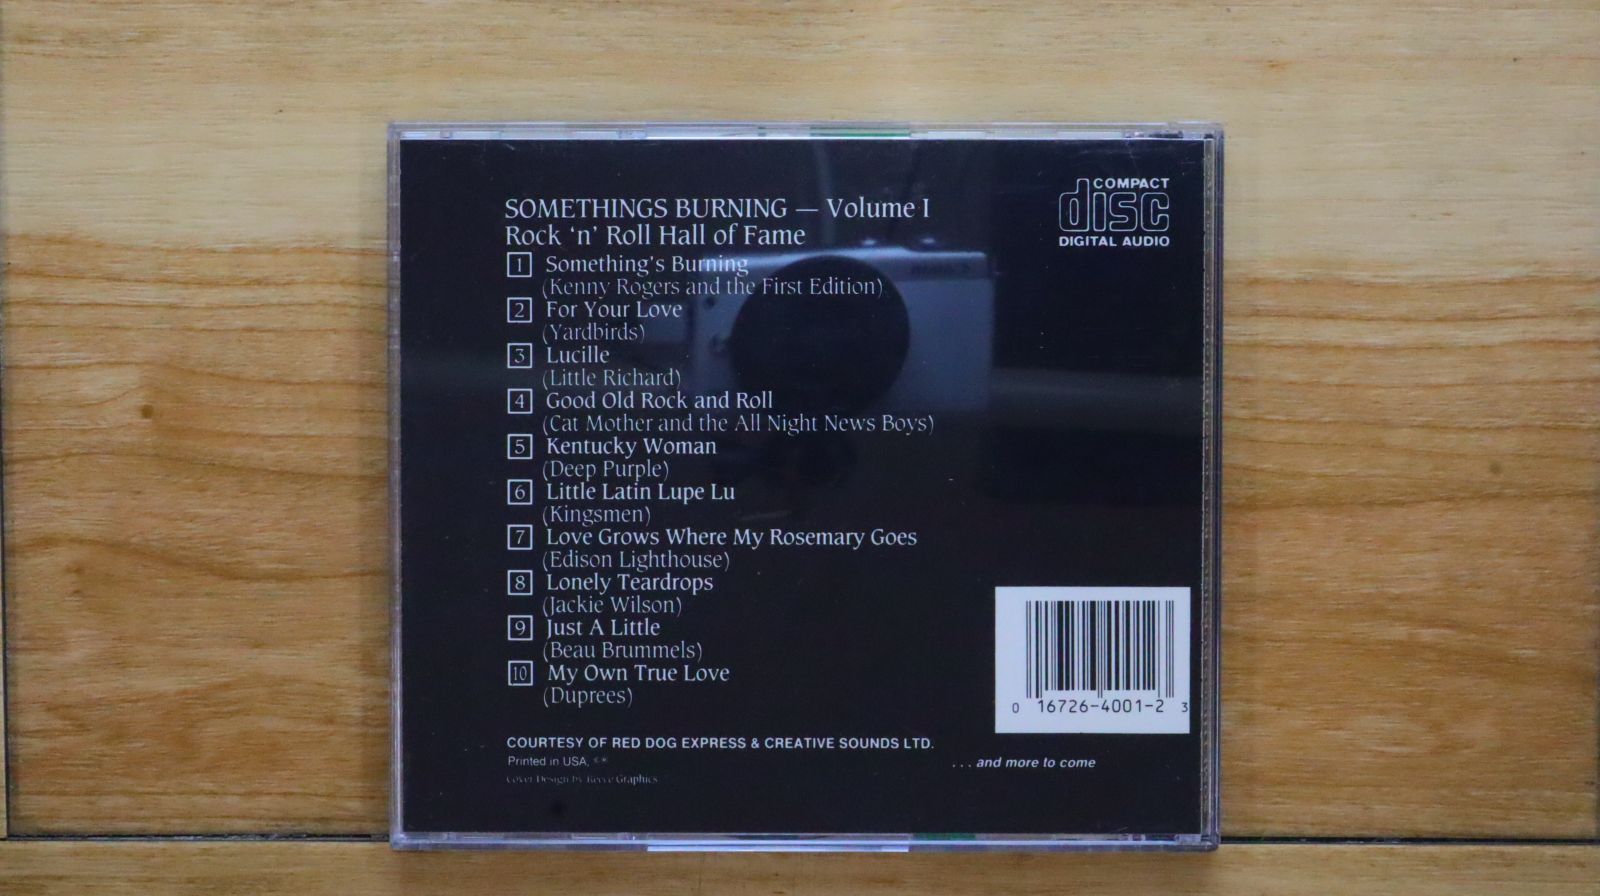 SOMETHINGS BURNING — Volume I
Rock ‘n’ Roll Hall of Fame
1 Something's Burning
(Kenny Rogers and the First Edition)
2 For Your Love
(Yardbirds)
3 Lucille
(Little Richard)
4 Good Old Rock and Roll
(Cat Mother and the All Night News Boys)
5 Kentucky Woman
(Deep Purple)
6 Little Latin Lupe Lu
(Kingsmen)
7 Love Grows Where My Rosemary Goes
(Edison Lighthouse)
8 Lonely Teardrops
(Jackie Wilson)
9 Just A Little
(Beau Brummels)
10 My Own True Love
(Duprees)
COMPACT
disc
DIGITAL AUDIO
0 16726-4001-2 3
COURTESY OF RED DOG EXPRESS & CREATIVE SOUNDS LTD.
Printed in USA.
Cover Design by Reeve Graphics
. . . and more to come